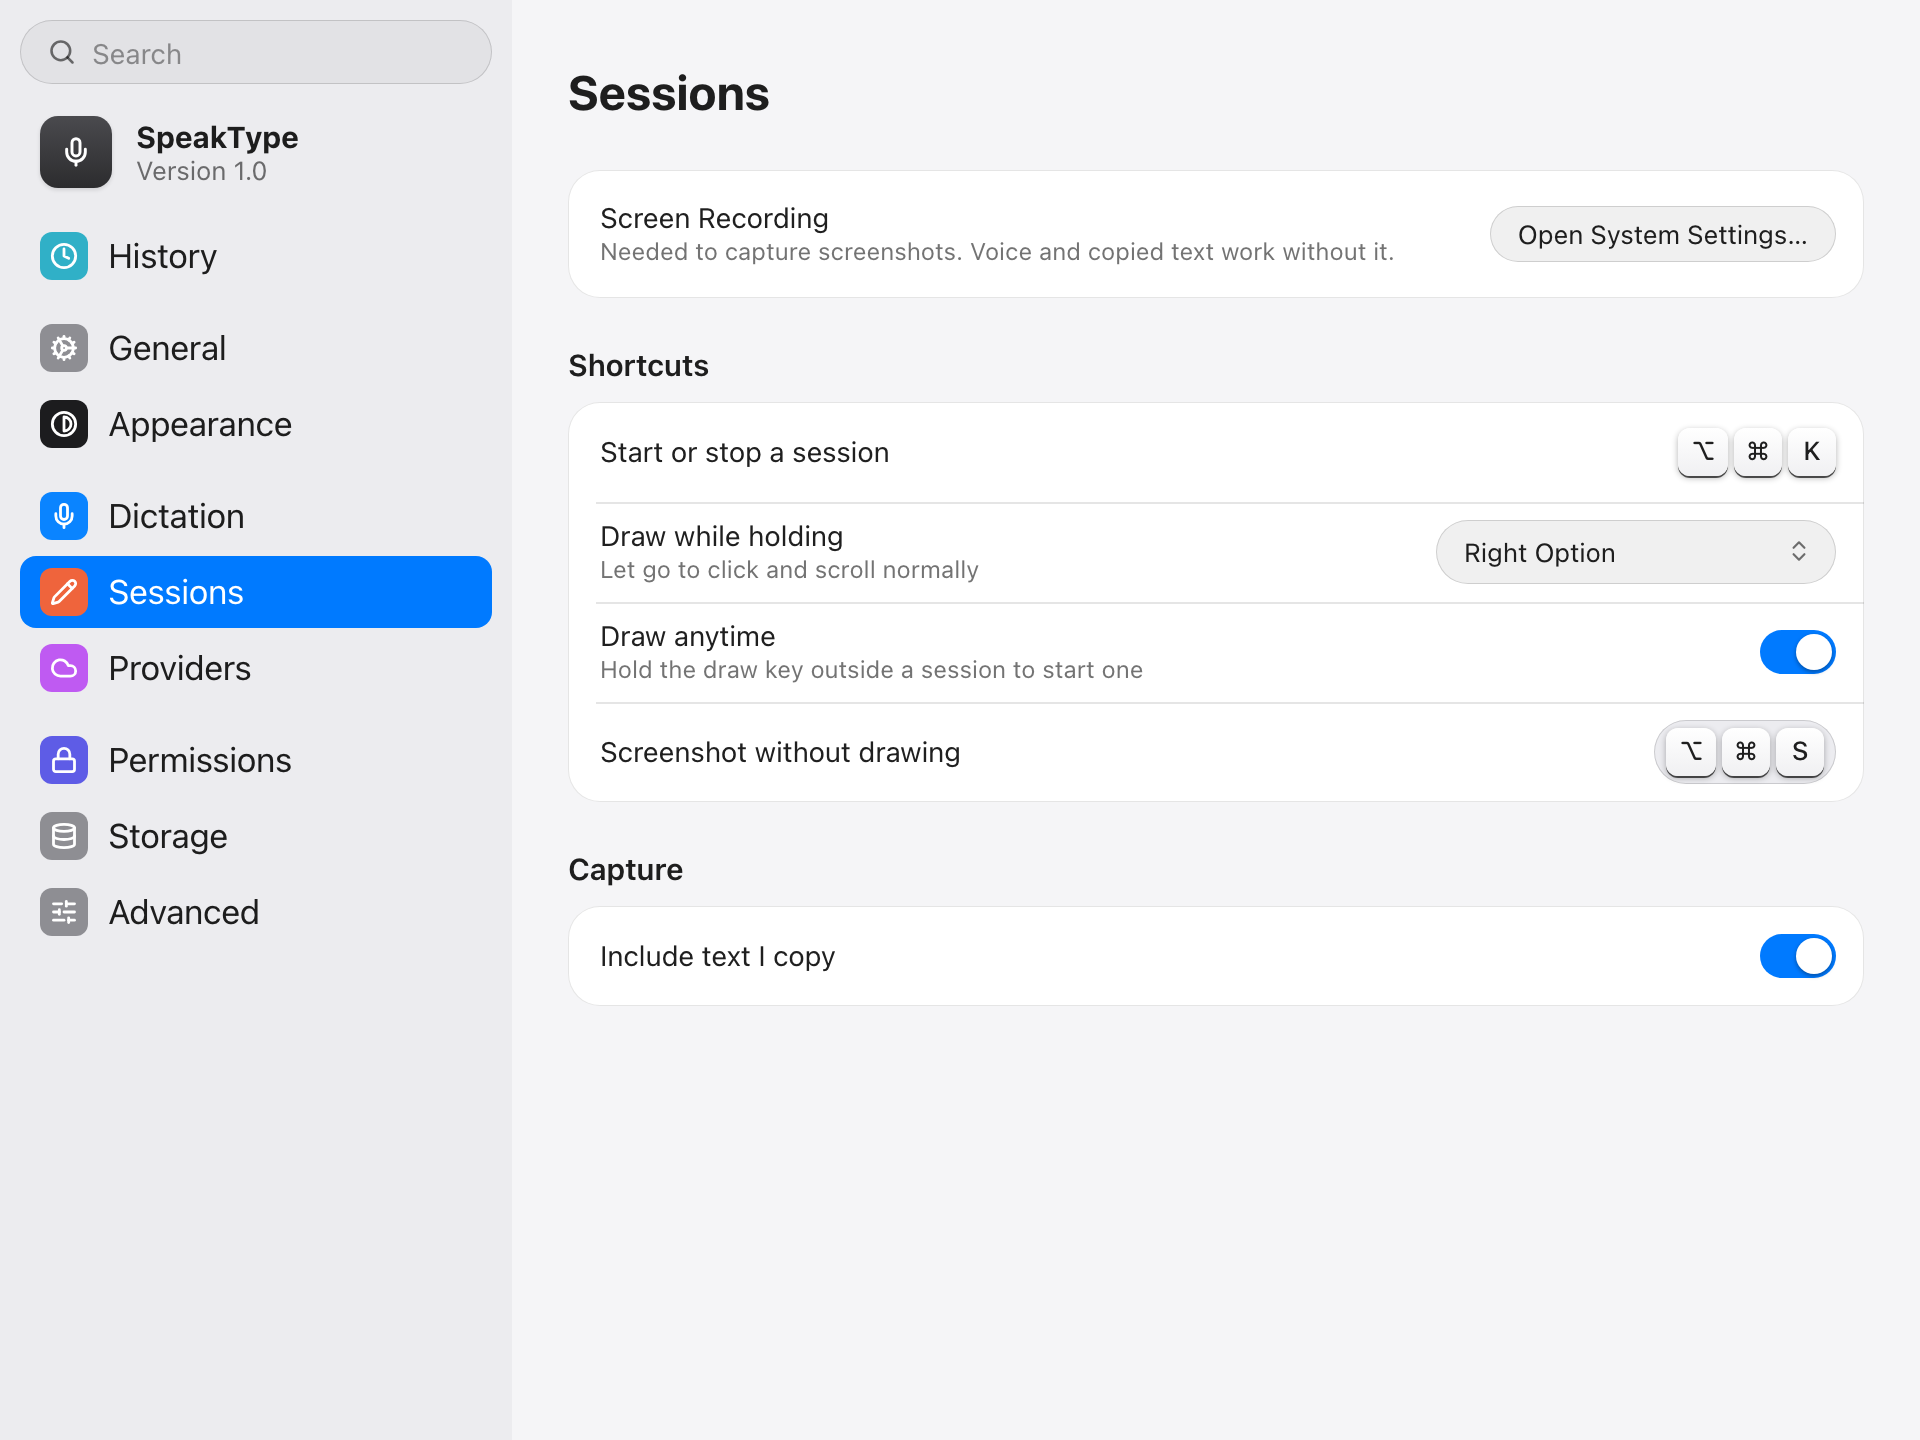 Search
SpeakType
Version 1.0
History
General
Appearance
Dictation
Sessions
Providers
Permissions
Storage
Advanced
Sessions
Screen Recording
Needed to capture screenshots. Voice and copied text work without it.
Open System Settings...
Shortcuts
Start or stop a session
⌥ ⌘ K
Draw while holding
Let go to click and scroll normally
Right Option
Draw anytime
Hold the draw key outside a session to start one
Screenshot without drawing
⌥ ⌘ S
Capture
Include text I copy